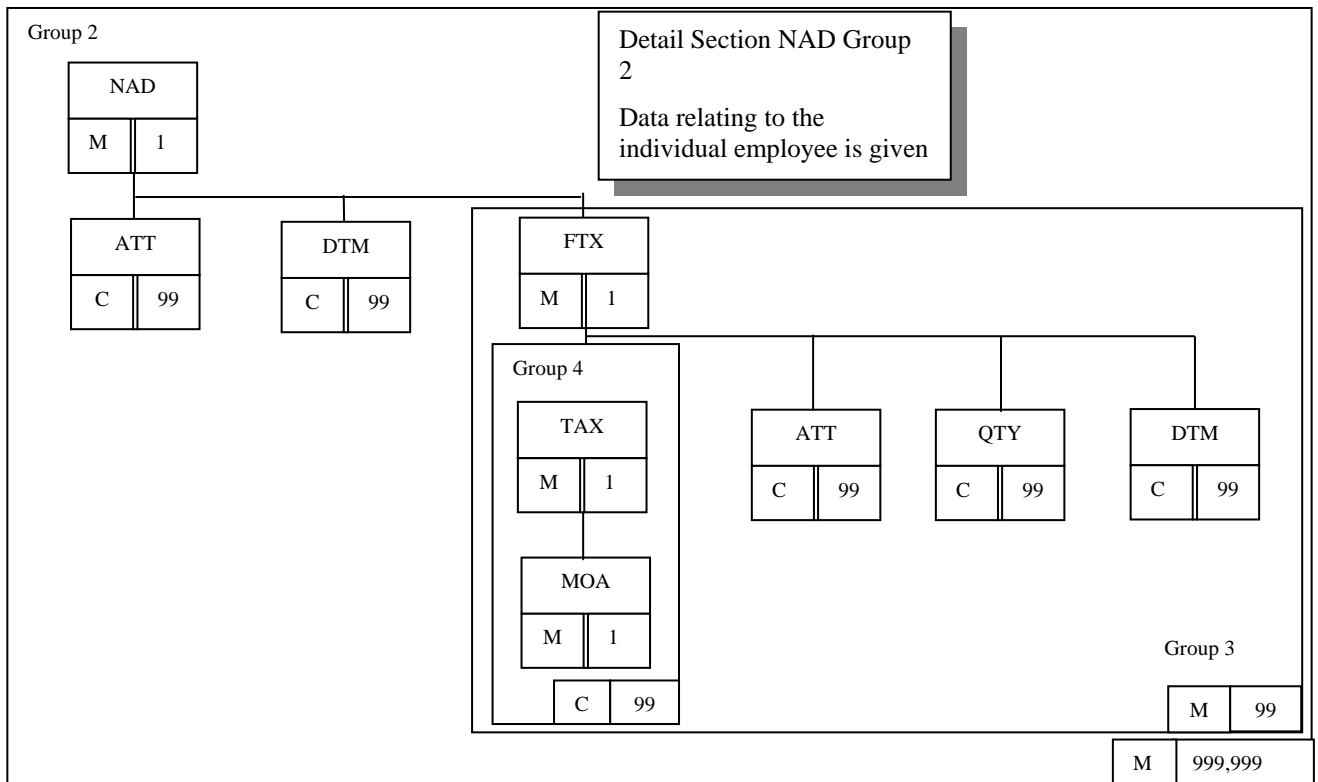 Group 2
Detail Section NAD Group
2
Data relating to the
individual employee is given
NAD
M 1
ATT
C 99
DTM
C 99
FTX
M 1
Group 4
TAX
M 1
MOA
M 1
C 99
ATT
C 99
QTY
C 99
DTM
C 99
Group 3
M 99
M 999,999